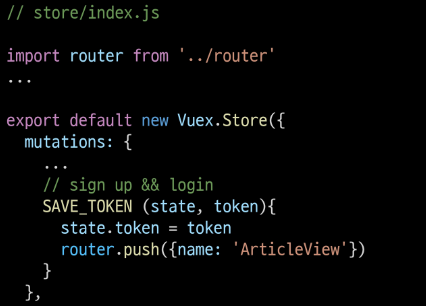 // store/index.js
import router from '../router'
...
export default new Vuex.Store({
mutations: {
...
// sign up && login
SAVE_TOKEN (state, token){
state.token = token
router.push({name: 'ArticleView'})
}
},